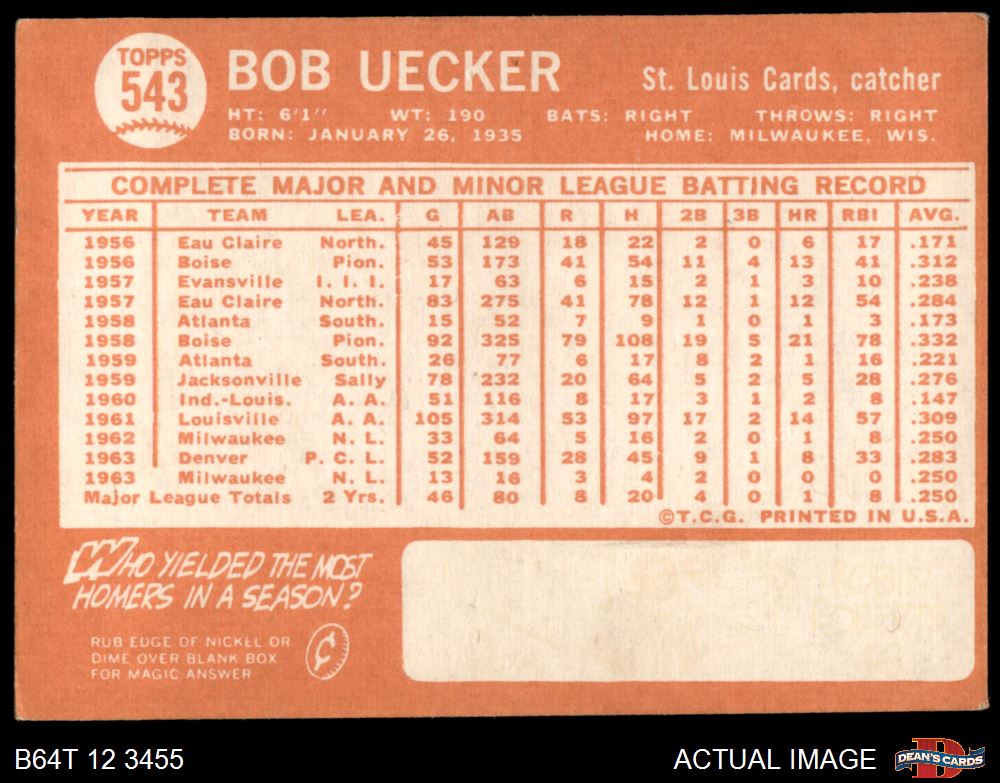 TOPPS
543
BOB UECKER
St. Louis Cards, catcher
HT: 6'1" WT: 190 BATS: RIGHT THROWS: RIGHT
BORN: JANUARY 26, 1935 HOME: MILWAUKEE, WIS.
COMPLETE MAJOR AND MINOR LEAGUE BATTING RECORD
YEAR TEAM LEA. G AB R H 2B 3B HR RBI AVG.
1956 Eau Claire North. 45 129 18 22 2 0 6 17 .171
1956 Boise Pion. 53 173 41 54 11 4 13 41 .312
1957 Evansville I. I. I. 17 63 6 15 2 1 3 10 .238
1957 Eau Claire North. 83 275 41 78 12 1 12 54 .284
1958 Atlanta South. 15 52 7 9 1 0 1 3 .173
1958 Boise Pion. 92 325 79 108 19 5 21 78 .332
1959 Atlanta South. 26 77 6 17 8 2 1 16 .221
1959 Jacksonville Sally 78 232 20 64 5 2 5 28 .276
1960 Ind.-Louis. A. A. 51 116 8 17 3 1 2 8 .147
1961 Louisville A. A. 105 314 53 97 17 2 14 57 .309
1962 Milwaukee N. L. 33 64 5 16 2 0 1 8 .250
1963 Denver P. C. L. 52 159 28 45 9 1 8 33 .283
1963 Milwaukee N. L. 13 16 3 4 2 0 0 0 .250
Major League Totals 2 Yrs. 46 80 8 20 4 0 1 8 .250
©T.C.G. PRINTED IN U.S.A.
WHO YIELDED THE MOST
HOMERS IN A SEASON?
RUB EDGE OF NICKEL OR
DIME OVER BLANK BOX
FOR MAGIC ANSWER
¢
B64T 12 3455
ACTUAL IMAGE
D
DEAN'S CARDS